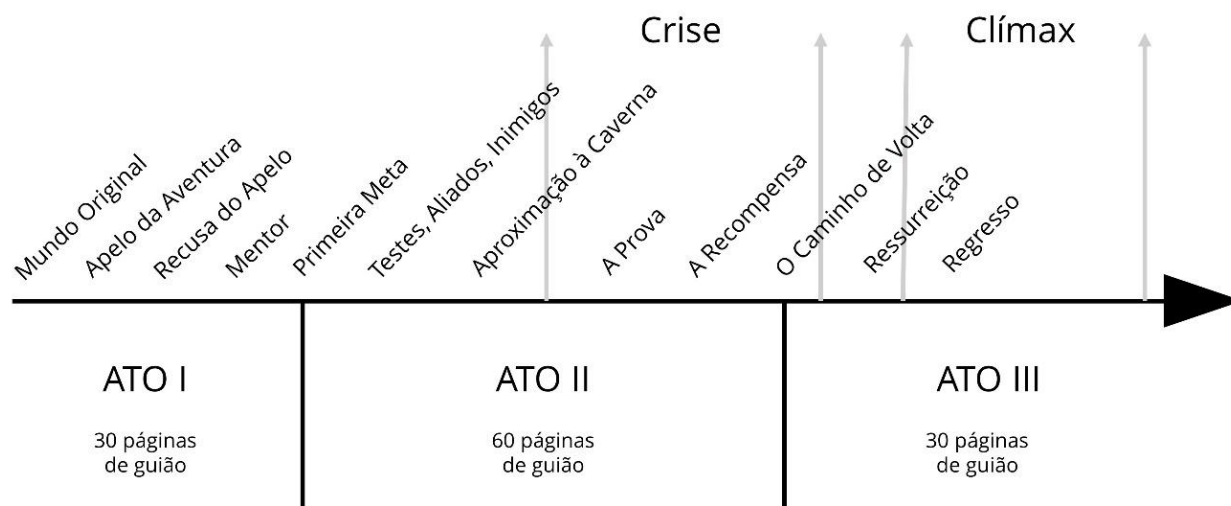 Crise
Clímax
Mundo Original
Apelo da Aventura
Recusa do Apelo
Mentor
Primeira Meta
Testes, Aliados, Inimigos
Aproximação à Caverna
A Prova
A Recompensa
O Caminho de Volta
Ressurreição
Regresso
ATO I
30 páginas
de guião
ATO II
60 páginas
de guião
ATO III
30 páginas
de guião